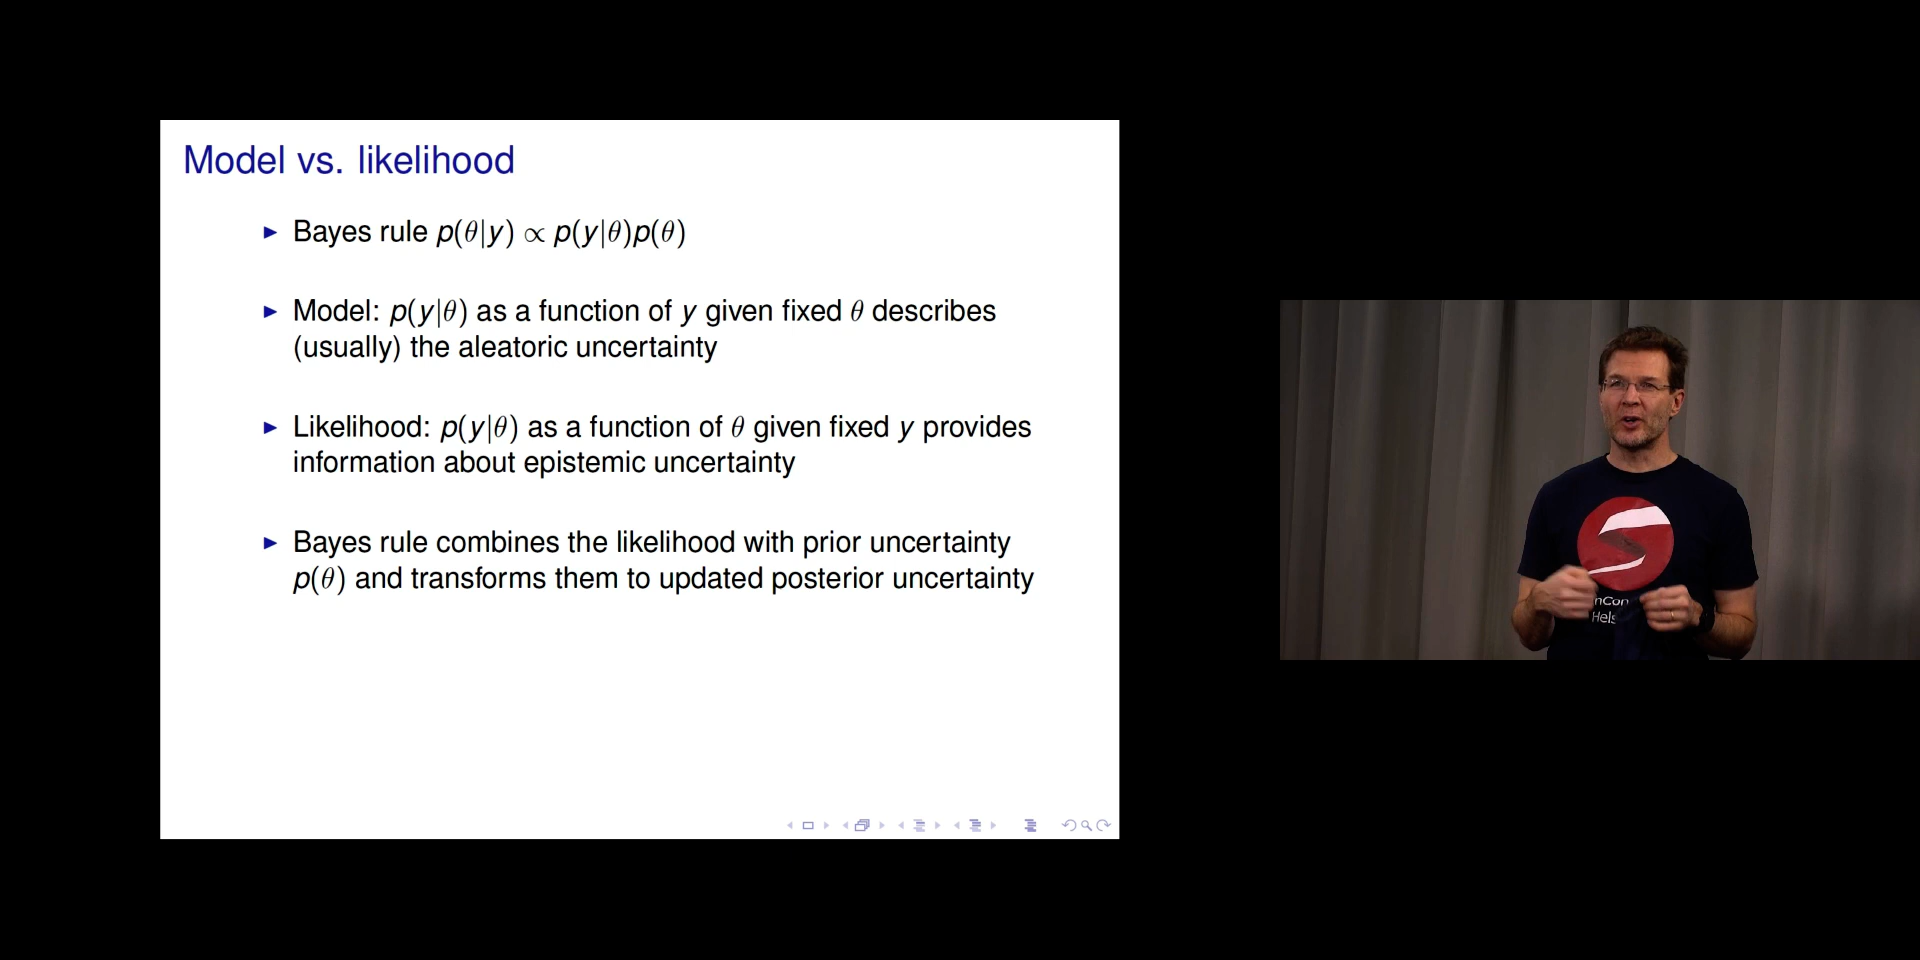 Model vs. likelihood
▶ Bayes rule p(θ|y) ∝ p(y|θ)p(θ)
▶ Model: p(y|θ) as a function of y given fixed θ describes
(usually) the aleatoric uncertainty
▶ Likelihood: p(y|θ) as a function of θ given fixed y provides
information about epistemic uncertainty
▶ Bayes rule combines the likelihood with prior uncertainty
p(θ) and transforms them to updated posterior uncertainty
nCon
Hels